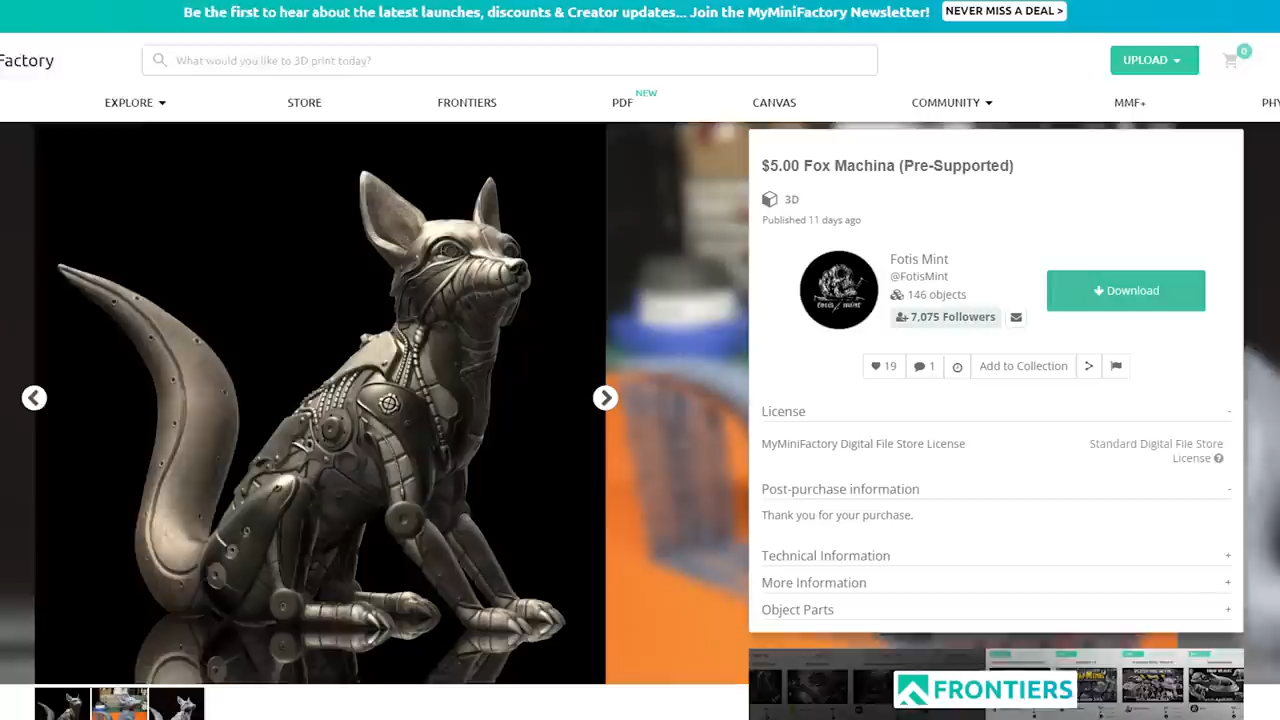 Be the first to hear about the latest launches, discounts & Creator updates... Join the MyMiniFactory Newsletter!
NEVER MISS A DEAL >
Factory
What would you like to 3D print today?
UPLOAD
0
EXPLORE
STORE
FRONTIERS
PDF
NEW
CANVAS
COMMUNITY
MMF+
PHY
$5.00 Fox Machina (Pre-Supported)
3D
Published 11 days ago
Fotis Mint
@FotisMint
146 objects
7,075 Followers
Download
19
1
Add to Collection
License
-
MyMiniFactory Digital File Store License
Standard Digital File Store
License
Post-purchase information
-
Thank you for your purchase.
Technical Information
+
More Information
+
Object Parts
+
FRONTIERS